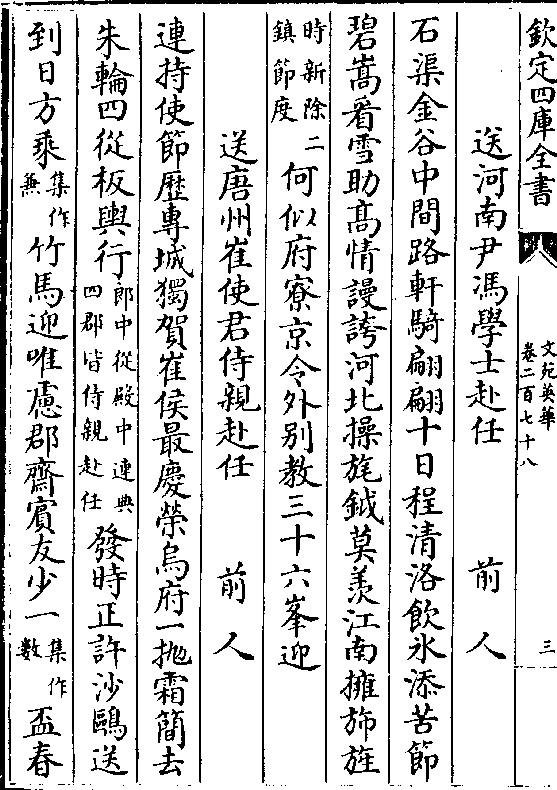 欽定四庫全書
文苑英華
卷二百七十八
三
送河南尹馮學士赴任　前人
石渠金谷中間路軒騎翩翩十日程清洛飲氷添苦節
碧嵩看雪助髙情謾誇河北操旄鉞莫羨江南擁斾旌
時新除二
鎮節度
何似府寮京令外别教三十六峯迎
送唐州崔使君侍親赴任　前人
連持使節歴專城獨賀崔侯最慶榮烏府一抛霜簡去
朱輪四從板輿行郎中從殿中連典
四郡皆侍親赴任
發時正許沙鷗送
到日方乘集作
兼
竹馬迎唯慮郡齋賓友少一集作
數
盃春